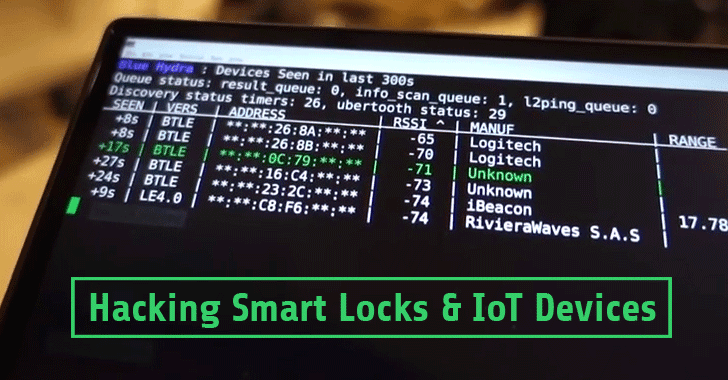 Blue Hydra : Devices Seen in last 300s
Queue status: result_queue: 0, info_scan_queue: 1, l2ping_queue: 0
Discovery status timers: 26, ubertooth status: 29
SEEN | VERS | ADDRESS | RSSI ^ | MANUF | RANGE
+8s | BTLE | **:**:26:8A:**:** | -65 | Logitech |
+8s | BTLE | **:**:26:8B:**:** | -70 | Logitech |
+17s | BTLE | **:**:0C:79:**:** | -71 | Unknown |
+27s | BTLE | **:**:16:C4:**:** | -73 | Unknown |
+24s | BTLE | **:**:23:2C:**:** | -74 | iBeacon |
+9s | LE4.0 | **:**:C8:F6:**:** | -74 | RivieraWaves S.A.S | 17.78
Hacking Smart Locks & IoT Devices